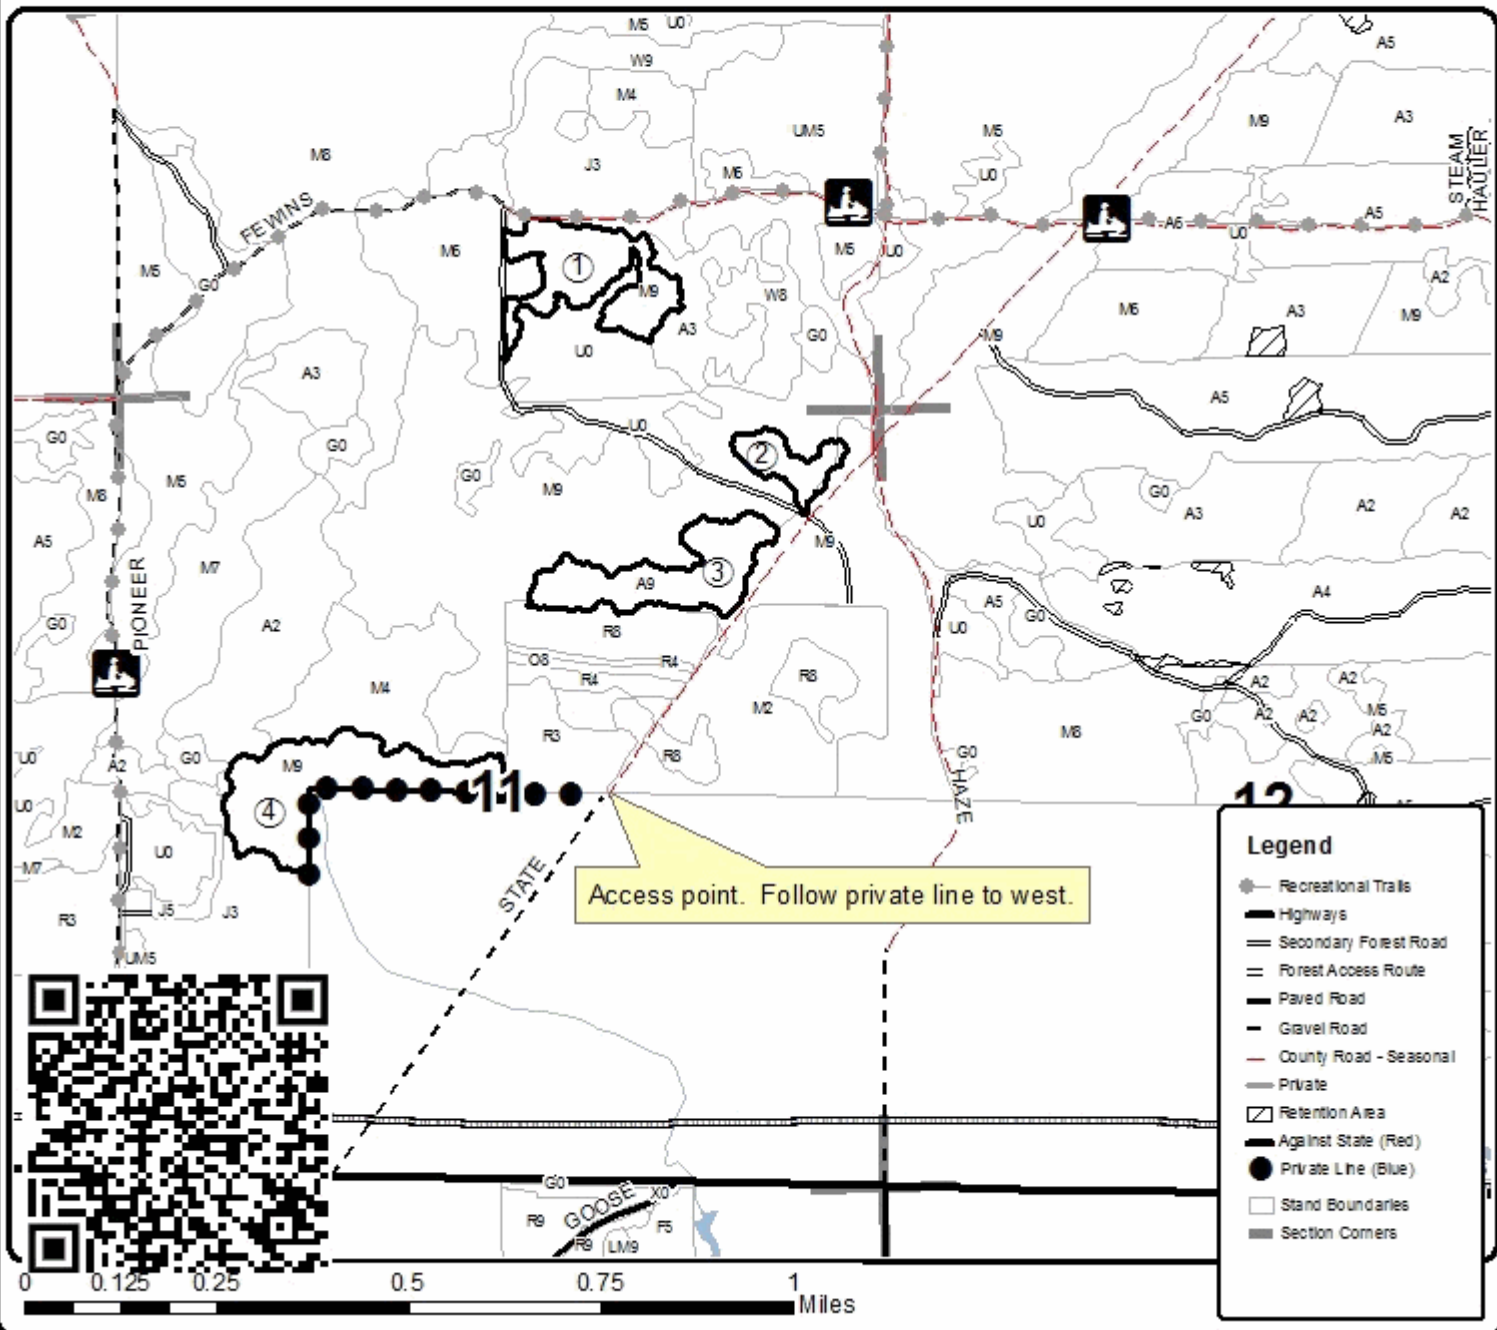 M5 U0
W9
M4
A5
M8
J3
UM5
M6
M5
U0
M9
A3
STEAM
HAULER
FEWINS
M5
G0
M6
1
M9
A3
U0
W8
G0
M5
U0
A6
U0
A5
M6
A3
M9
A2
M9
A3
G0
G0
M8
M5
A5
M7
G0
PIONEER
A2
G0
M9
U0
2
3
A9
M9
A5
U0
G0
A3
A2
A2
A4
A5
G0
U0
R8
O8
R4
R4
R3
R8
M2
R8
M4
G0
M9
4
11
U0
A2
U0
M2
M7
U0
R3
J5
J3
UM5
G0
HAZE
M8
G0
A2
A2
A2
A2
M5
A2
M5
12
STATE
Access point. Follow private line to west.
G0
GOOSE
X0
R9
R9
LM9
F5
Legend
Recreational Trails
Highways
Secondary Forest Road
Forest Access Route
Paved Road
Gravel Road
County Road - Seasonal
Private
Retention Area
Against State (Red)
Private Line (Blue)
Stand Boundaries
Section Corners
0 0.125 0.25 0.5 0.75 1
Miles